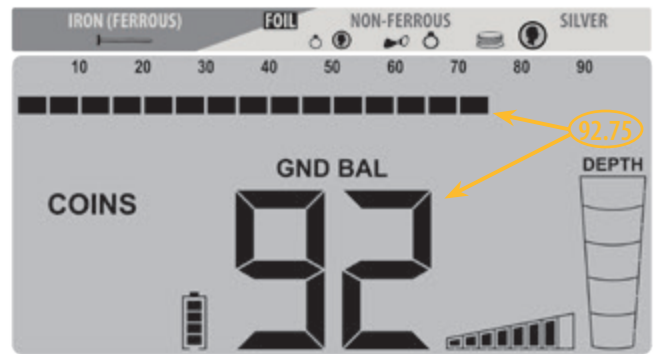 IRON (FERROUS) FOIL NON-FERROUS SILVER
10 20 30 40 50 60 70 80 90
92.75
GND BAL
DEPTH
COINS
92